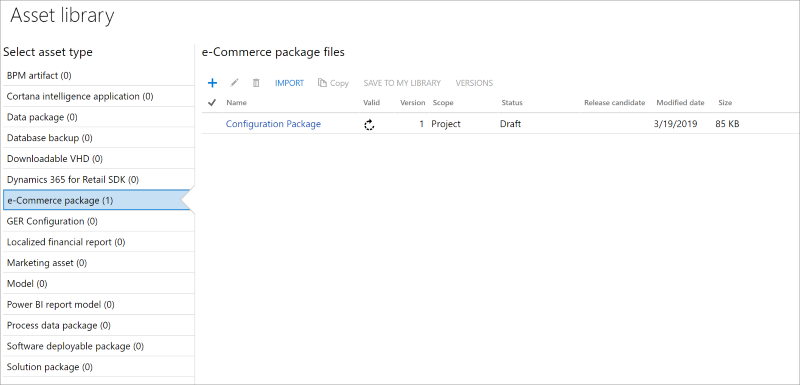 Asset library
Select asset type
BPM artifact (0)
Cortana intelligence application (0)
Data package (0)
Database backup (0)
Downloadable VHD (0)
Dynamics 365 for Retail SDK (0)
e-Commerce package (1)
GER Configuration (0)
Localized financial report (0)
Marketing asset (0)
Model (0)
Power BI report model (0)
Process data package (0)
Software deployable package (0)
Solution package (0)
e-Commerce package files
IMPORT Copy SAVE TO MY LIBRARY VERSIONS
Name Valid Version Scope Status Release candidate Modified date Size
Configuration Package 1 Project Draft 3/19/2019 85 KB